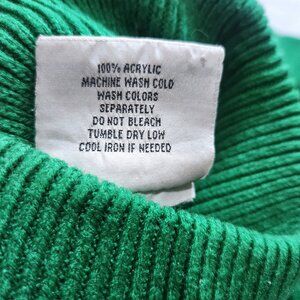 100% ACRYLIC
MACHINE WASH COLD
WASH COLORS
SEPARATELY
DO NOT BLEACH
TUMBLE DRY LOW
COOL IRON IF NEEDED